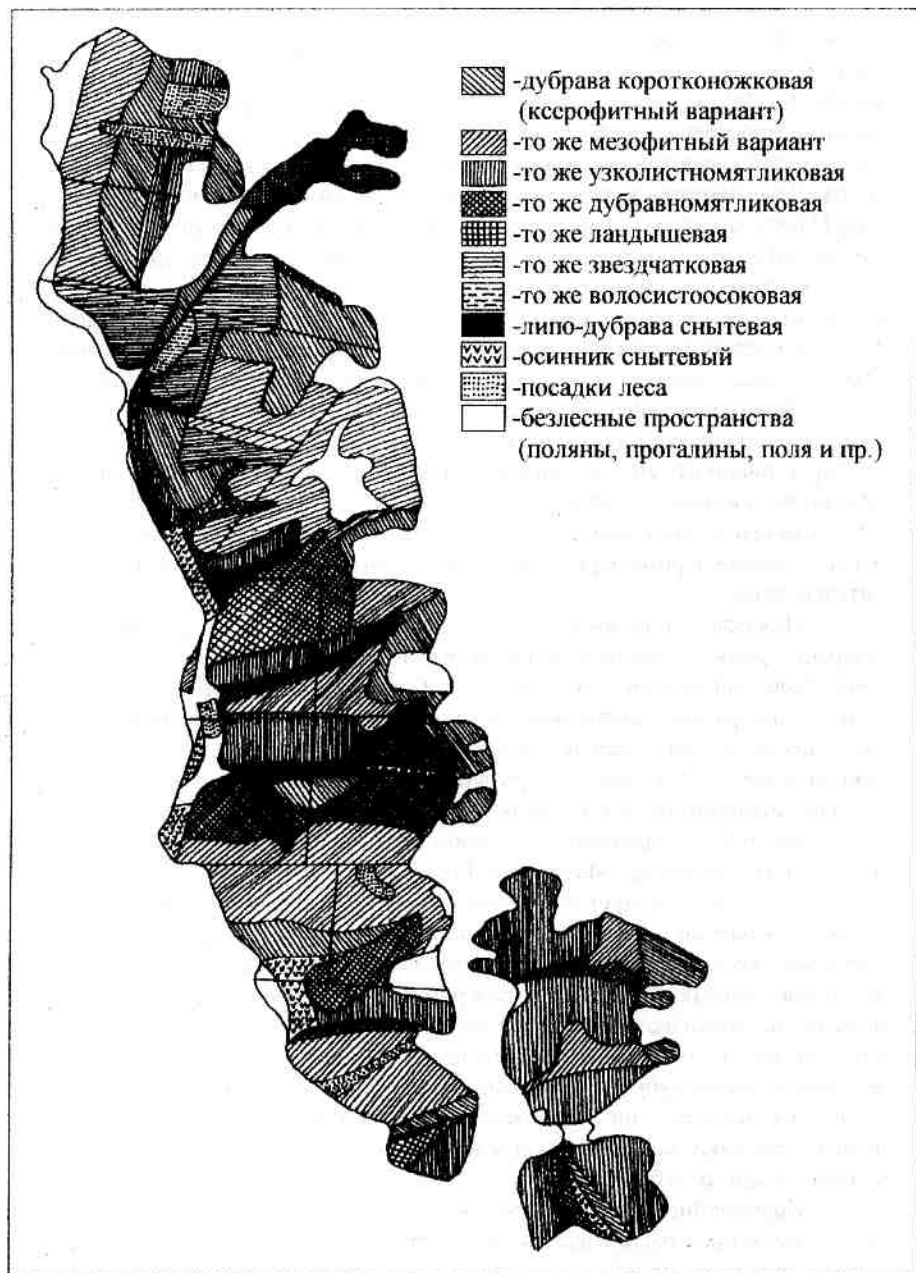 -дубрава коротконожковая
(ксерофитный вариант)
-то же мезофитный вариант
-то же узколистномятликовая
-то же дубравномятликовая
-то же ландышевая
-то же звездчатковая
-то же волосистоосоковая
-липо-дубрава снытевая
-осинник снытевый
-посадки леса
-безлесные пространства
(поляны, прогалины, поля и пр.)